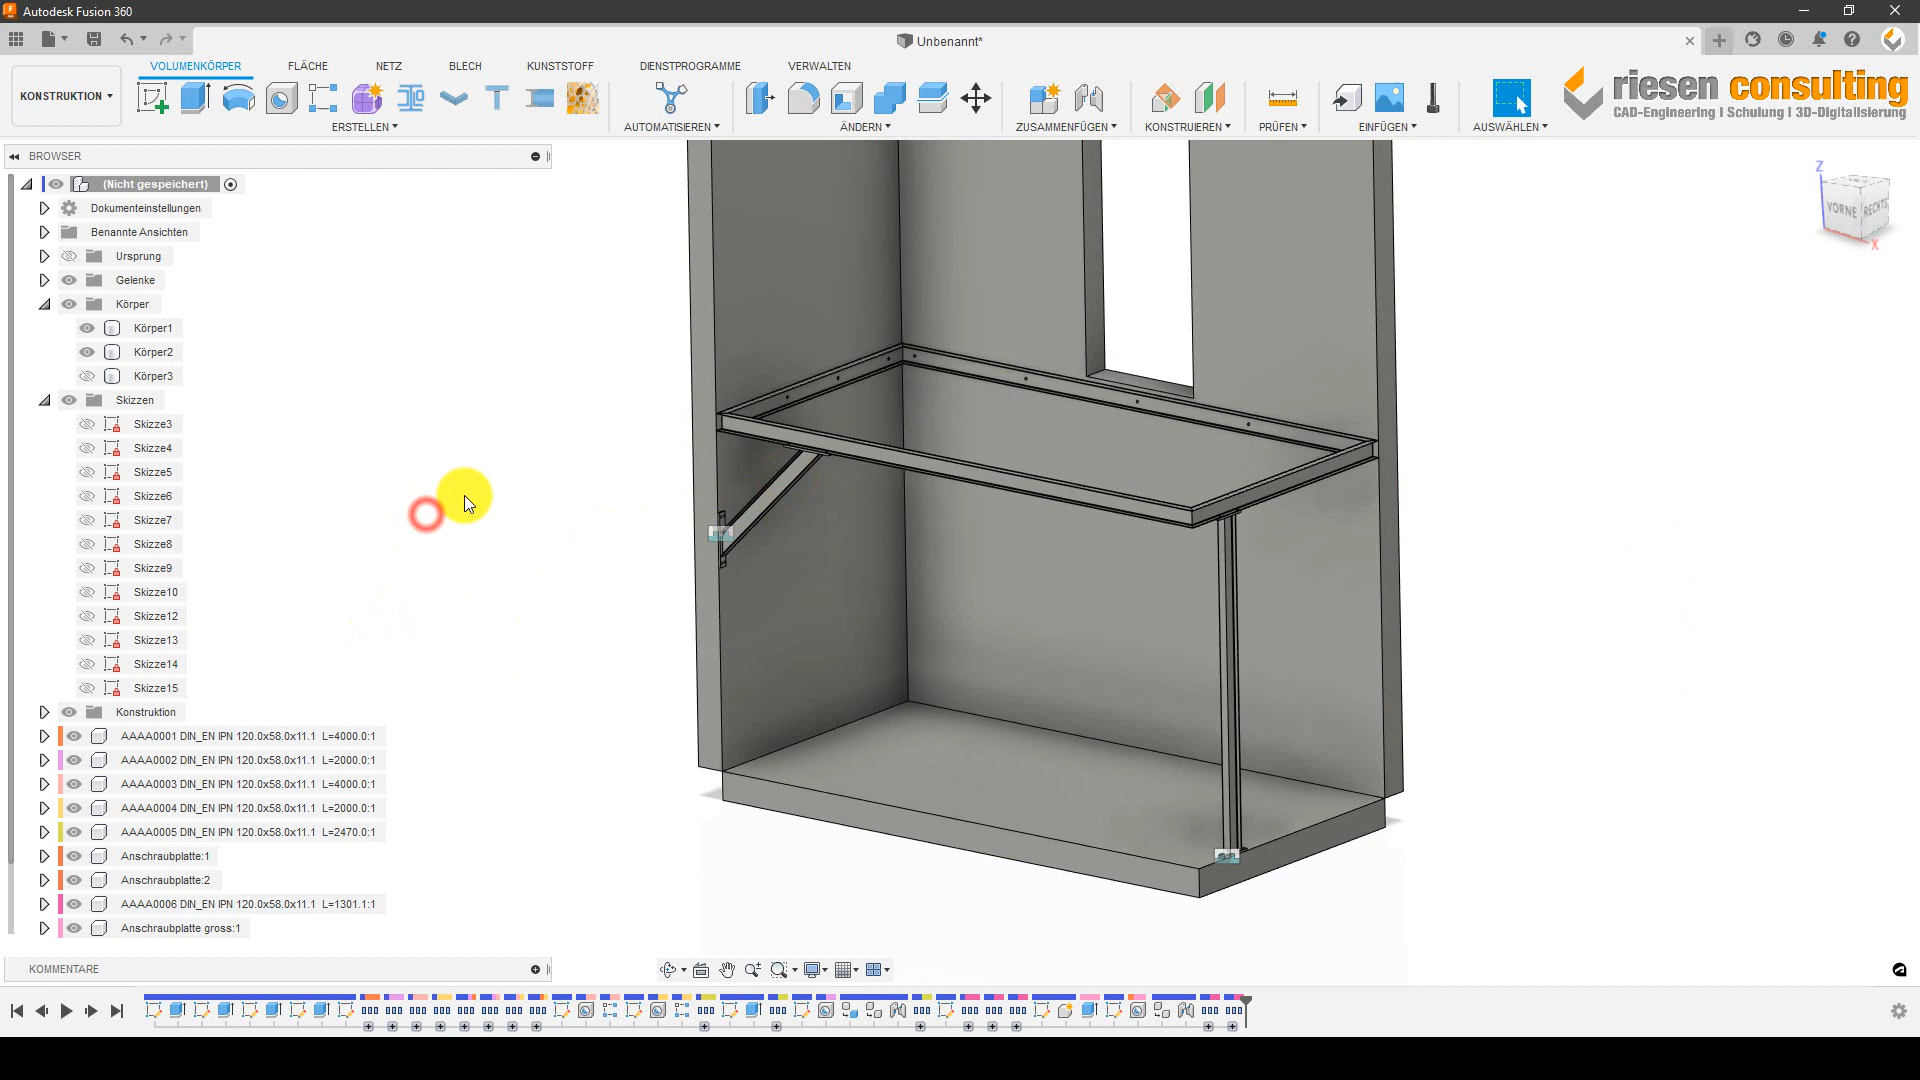 Autodesk Fusion 360
Unbenannt*
VOLUMENKÖRPER
FLÄCHE
NETZ
BLECH
KUNSTSTOFF
DIENSTPROGRAMME
VERWALTEN
KONSTRUKTION
ERSTELLEN
AUTOMATISIEREN
ÄNDERN
ZUSAMMENFÜGEN
KONSTRUIEREN
PRÜFEN
EINFÜGEN
AUSWÄHLEN
riesen consulting
CAD-Engineering I Schulung I 3D-Digitalisierung
BROWSER
(Nicht gespeichert)
Dokumenteinstellungen
Benannte Ansichten
Ursprung
Gelenke
Körper
Körper1
Körper2
Körper3
Skizzen
Skizze3
Skizze4
Skizze5
Skizze6
Skizze7
Skizze8
Skizze9
Skizze10
Skizze12
Skizze13
Skizze14
Skizze15
Konstruktion
AAAA0001 DIN_EN IPN 120.0x58.0x11.1 L=4000.0:1
AAAA0002 DIN_EN IPN 120.0x58.0x11.1 L=2000.0:1
AAAA0003 DIN_EN IPN 120.0x58.0x11.1 L=4000.0:1
AAAA0004 DIN_EN IPN 120.0x58.0x11.1 L=2000.0:1
AAAA0005 DIN_EN IPN 120.0x58.0x11.1 L=2470.0:1
Anschraubplatte:1
Anschraubplatte:2
AAAA0006 DIN_EN IPN 120.0x58.0x11.1 L=1301.1:1
Anschraubplatte gross:1
KOMMENTARE
Z
VORNE
RECHTS
X